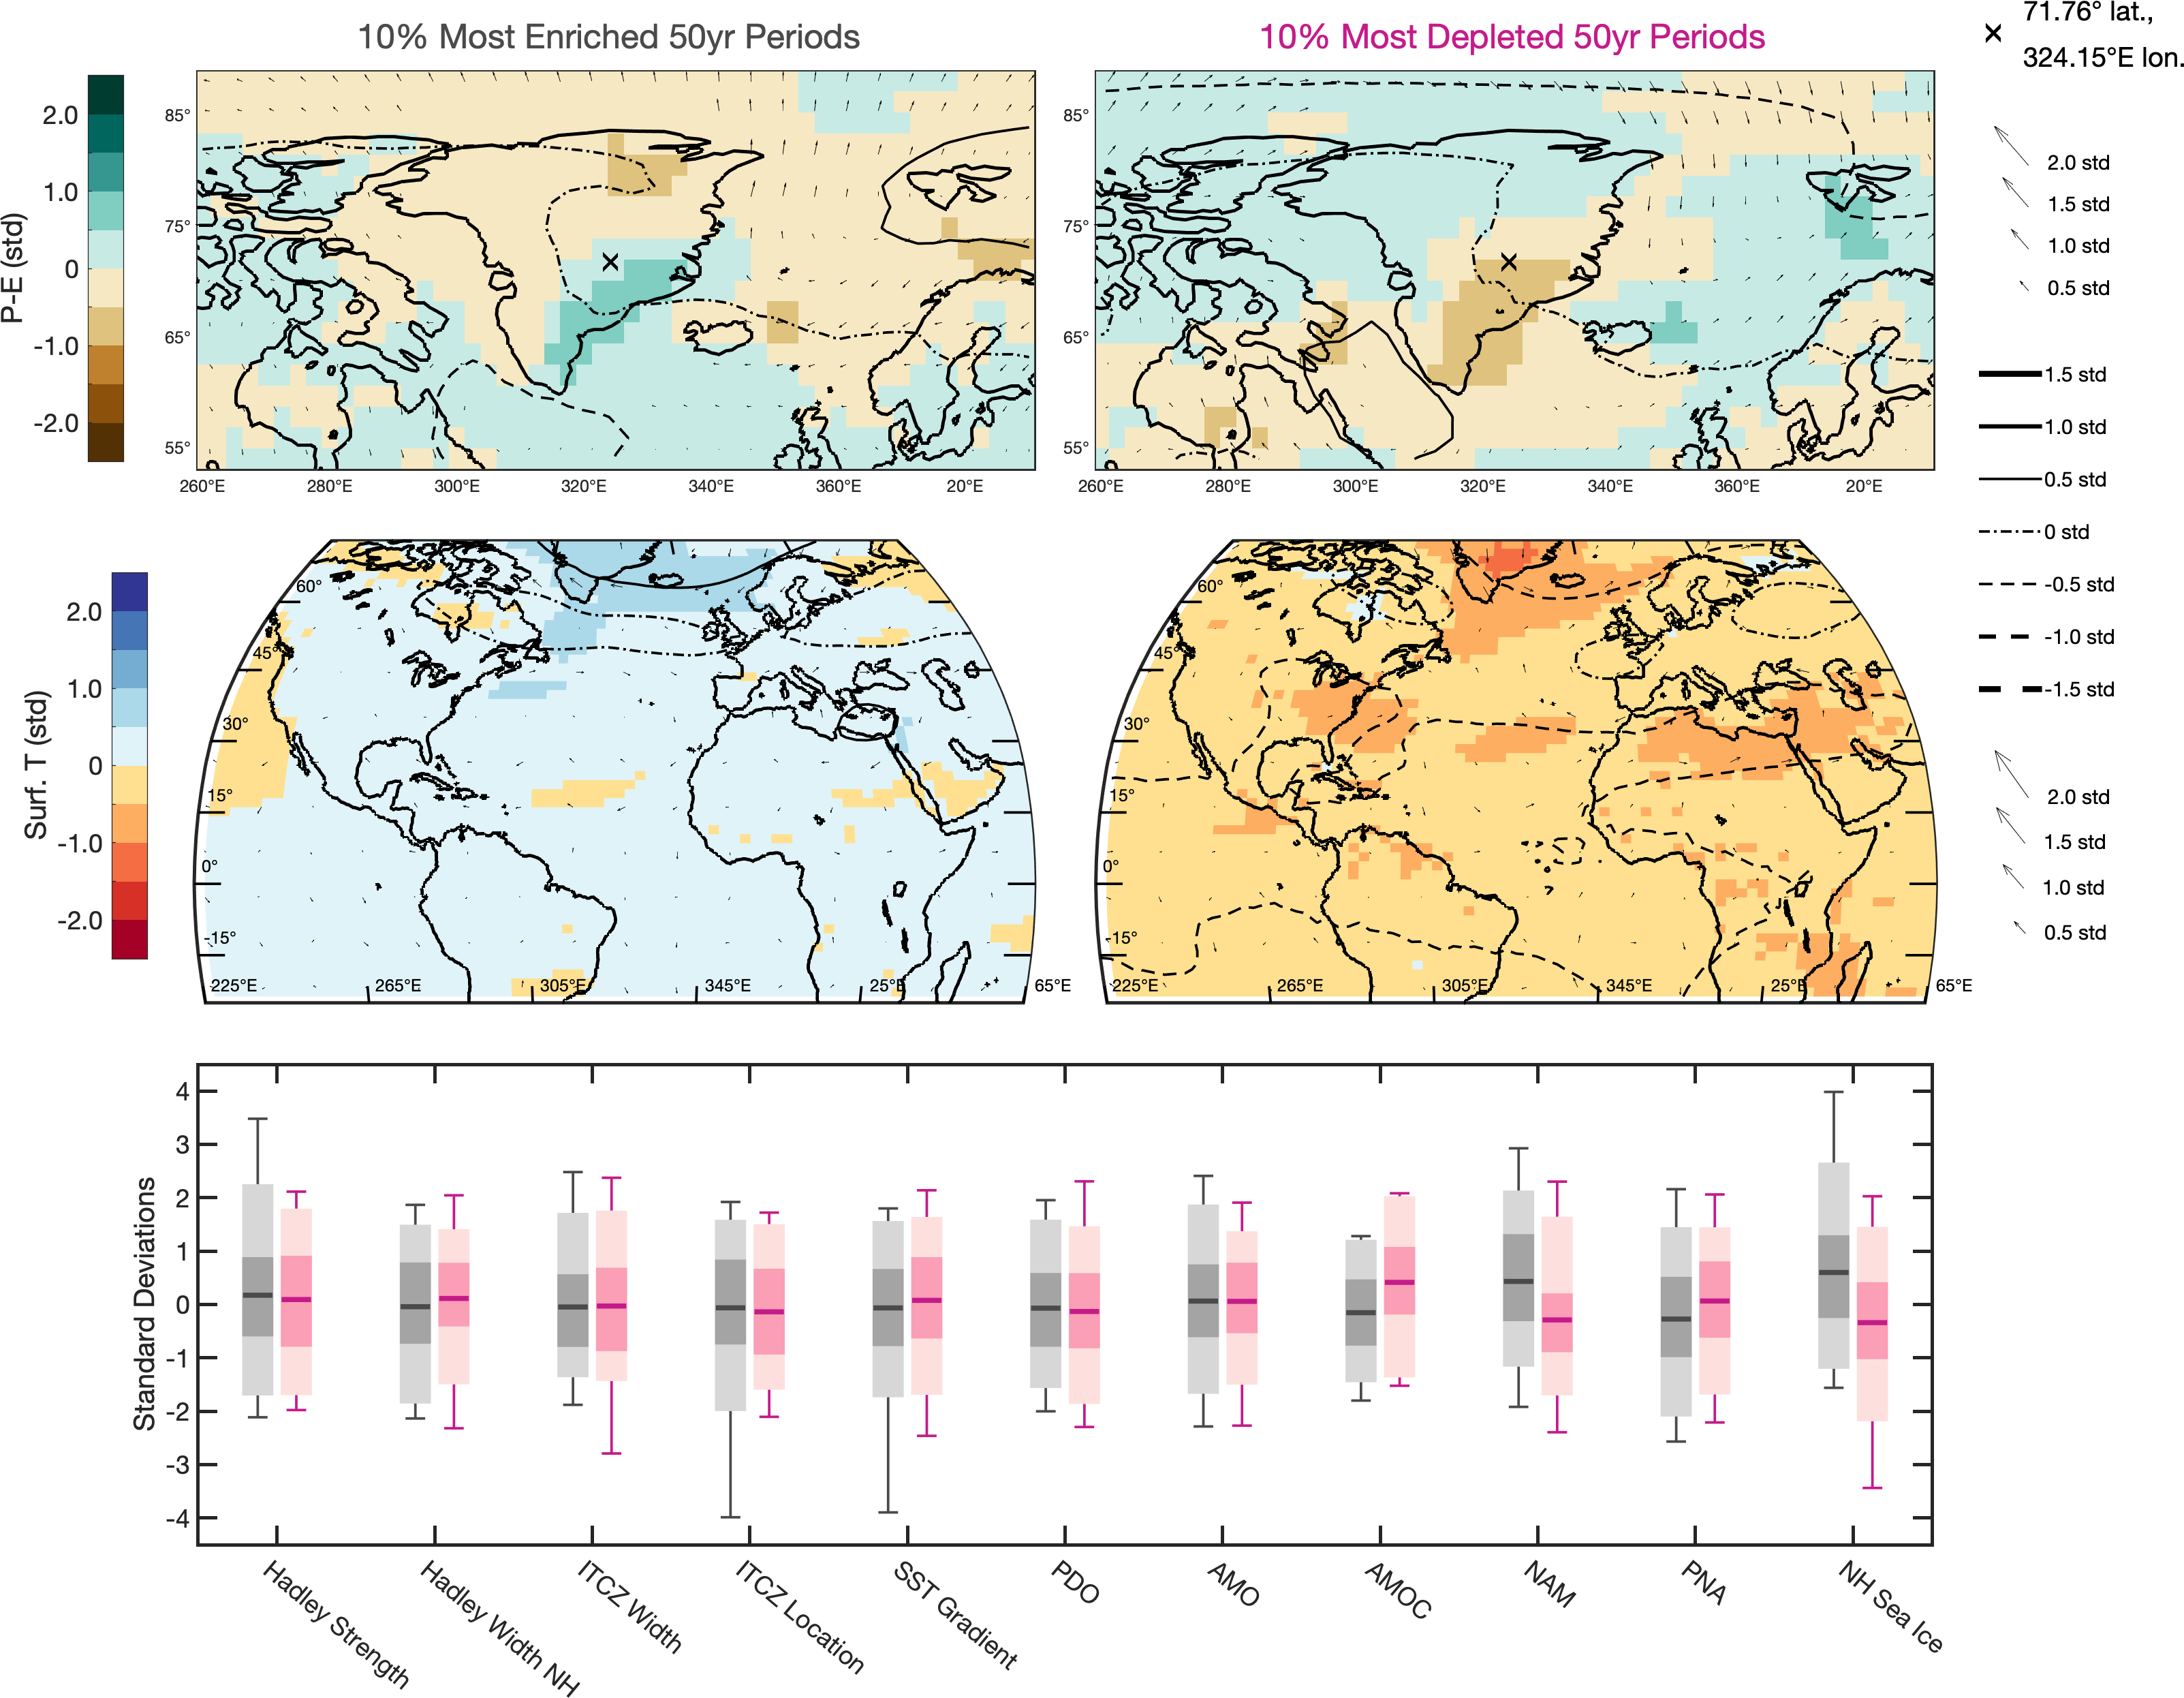 10% Most Enriched 50yr Periods
10% Most Depleted 50yr Periods
71.76° lat.,
324.15°E lon.
P-E (std)
2.0
1.0
0
-1.0
-2.0
85°
75°
65°
55°
260°E
280°E
300°E
320°E
340°E
360°E
20°E
85°
75°
65°
55°
260°E
280°E
300°E
320°E
340°E
360°E
20°E
2.0 std
1.5 std
1.0 std
0.5 std
1.5 std
1.0 std
0.5 std
0 std
-0.5 std
-1.0 std
-1.5 std
Surf. T (std)
2.0
1.0
0
-1.0
-2.0
60°
45°
30°
15°
0°
-15°
225°E
265°E
305°E
345°E
25°E
65°E
60°
45°
30°
15°
0°
-15°
225°E
265°E
305°E
345°E
25°E
65°E
2.0 std
1.5 std
1.0 std
0.5 std
Standard Deviations
4
3
2
1
0
-1
-2
-3
-4
Hadley Strength
Hadley Width NH
ITCZ Width
ITCZ Location
SST Gradient
PDO
AMO
AMOC
NAM
PNA
NH Sea Ice